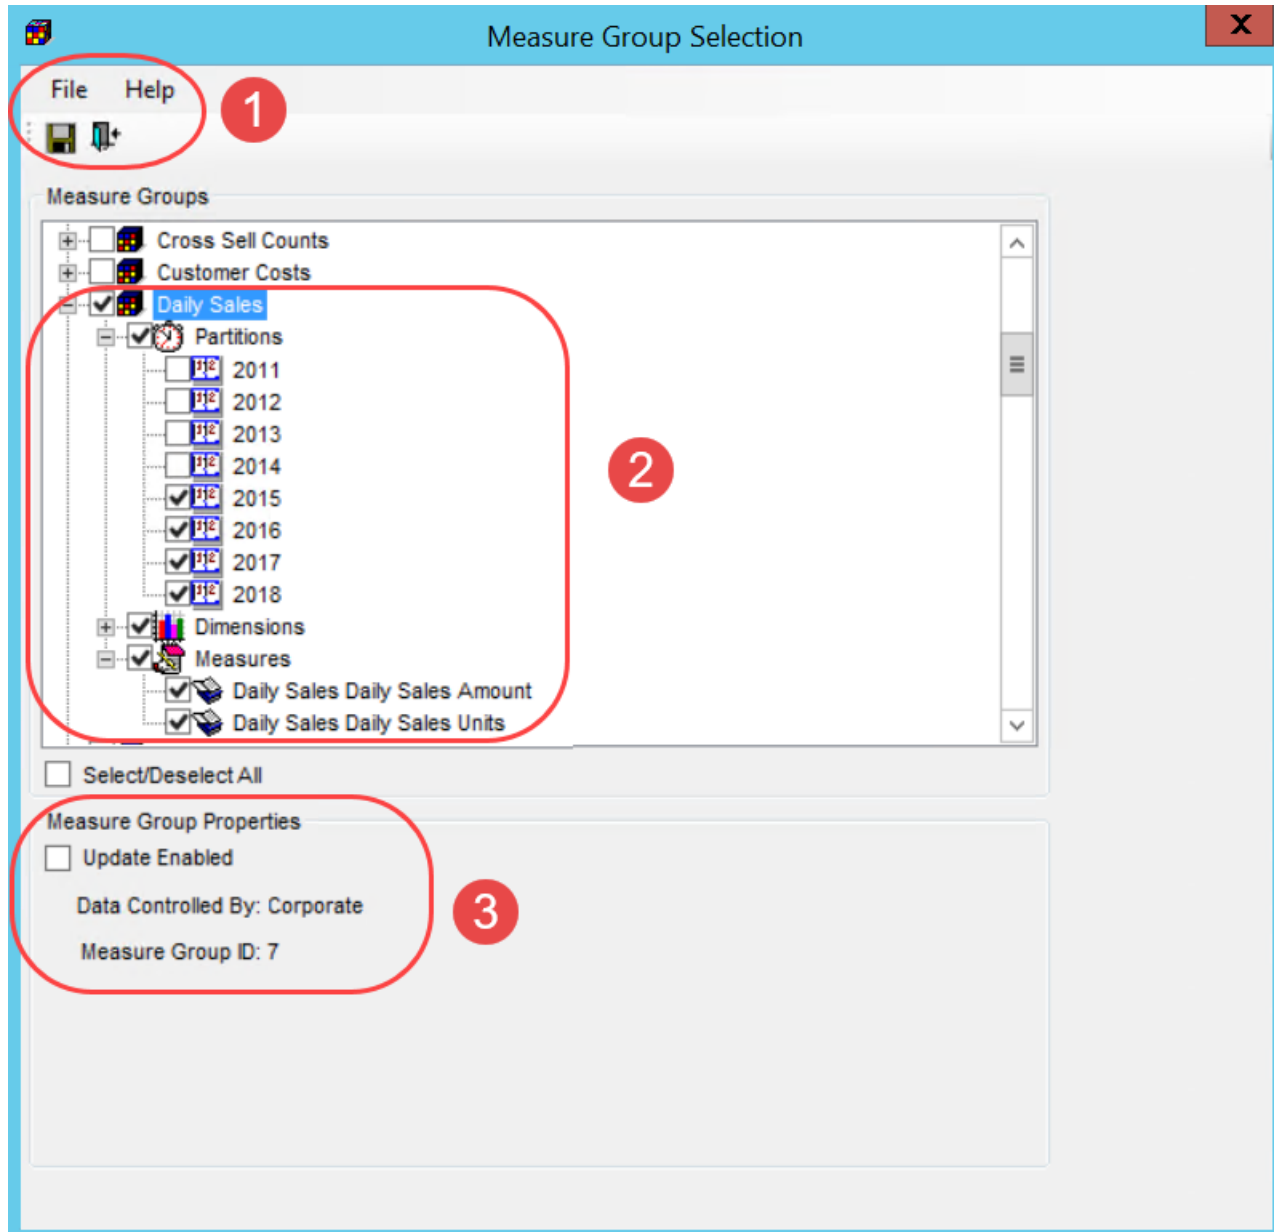 Measure Group Selection
X
File Help
1
Measure Groups
Cross Sell Counts
Customer Costs
Daily Sales
Partitions
2011
2012
2013
2014
2015
2016
2017
2018
2
Dimensions
Measures
Daily Sales Daily Sales Amount
Daily Sales Daily Sales Units
Select/Deselect All
Measure Group Properties
Update Enabled
Data Controlled By: Corporate
3
Measure Group ID: 7